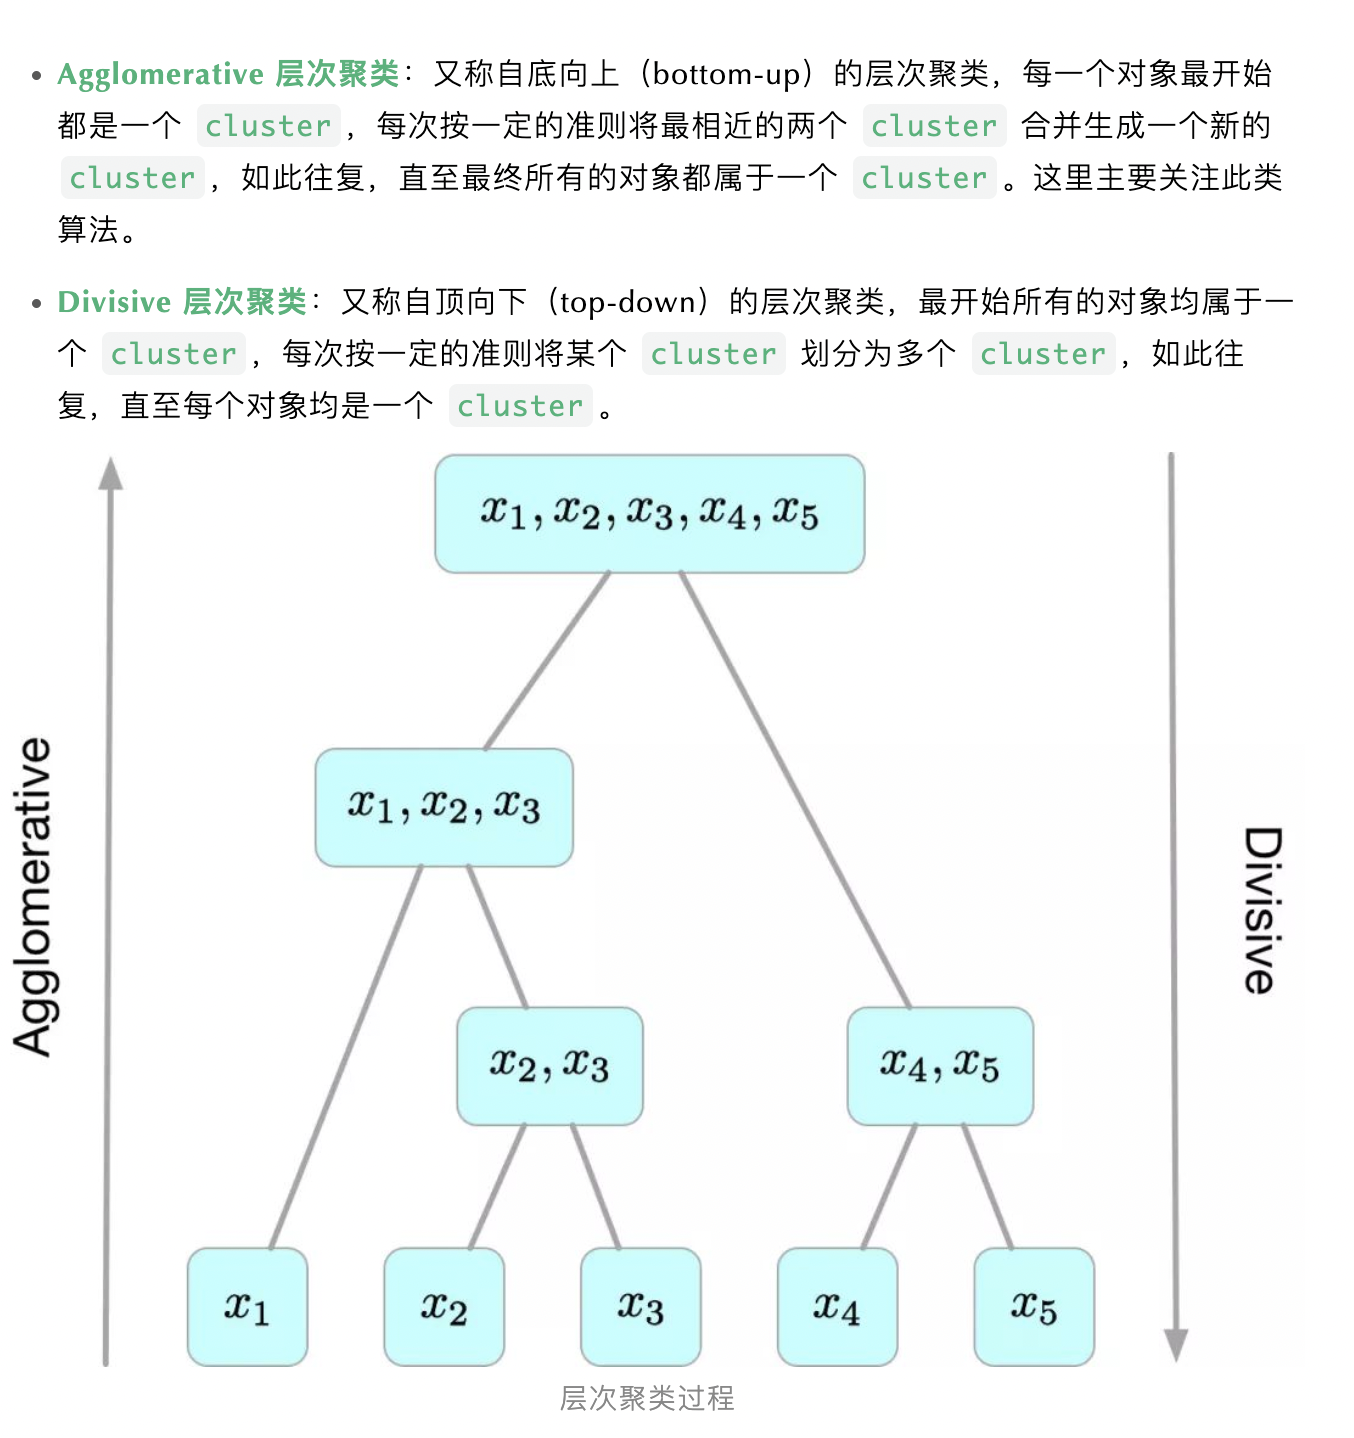 Agglomerative 层次聚类：又称自底向上（bottom-up）的层次聚类，每一个对象最开始
都是一个 cluster，每次按一定的准则将最相近的两个 cluster 合并生成一个新的
cluster，如此往复，直至最终所有的对象都属于一个 cluster。这里主要关注此类
算法。
Divisive 层次聚类：又称自顶向下（top-down）的层次聚类，最开始所有的对象均属于一
个 cluster，每次按一定的准则将某个 cluster 划分为多个 cluster，如此往
复，直至每个对象均是一个 cluster。
x₁, x₂, x₃, x₄, x₅
x₁, x₂, x₃
Agglomerative
Divisive
x₂, x₃
x₄, x₅
x₁
x₂
x₃
x₄
x₅
层次聚类过程